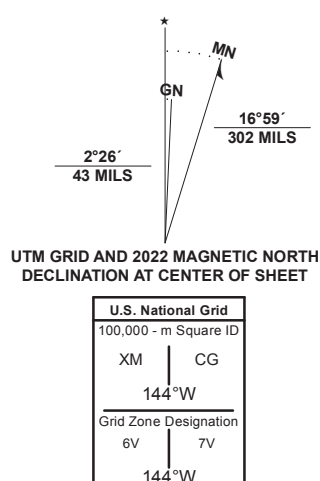 ★
MN
GN
16°59´
302 MILS
2°26´
43 MILS
UTM GRID AND 2022 MAGNETIC NORTH
DECLINATION AT CENTER OF SHEET
U.S. National Grid
100,000 - m Square ID
XM CG
144°W
Grid Zone Designation
6V 7V
144°W